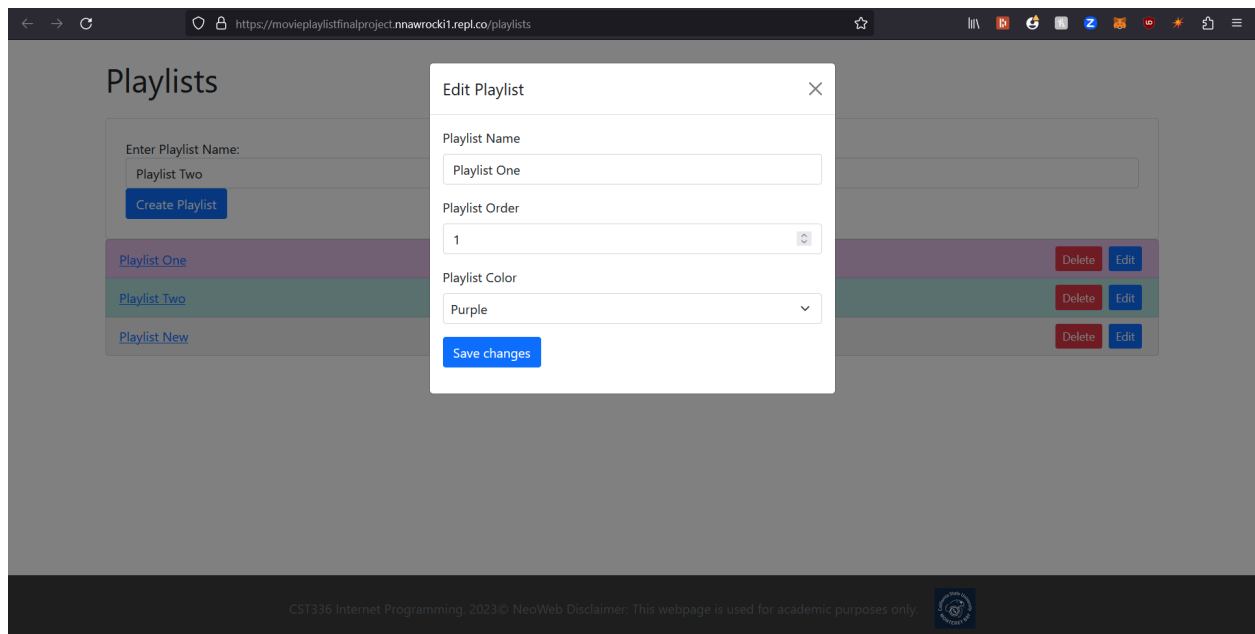 https://movieplaylistfinalproject.nnawrocki1.repl.co/playlists
Playlists
Enter Playlist Name:
Playlist Two
Create Playlist
Playlist One
Delete Edit
Playlist Two
Delete Edit
Playlist New
Delete Edit
Edit Playlist
Playlist Name
Playlist One
Playlist Order
1
Playlist Color
Purple
Save changes
CST336 Internet Programming. 2023© NeoWeb Disclaimer: This webpage is used for academic purposes only.